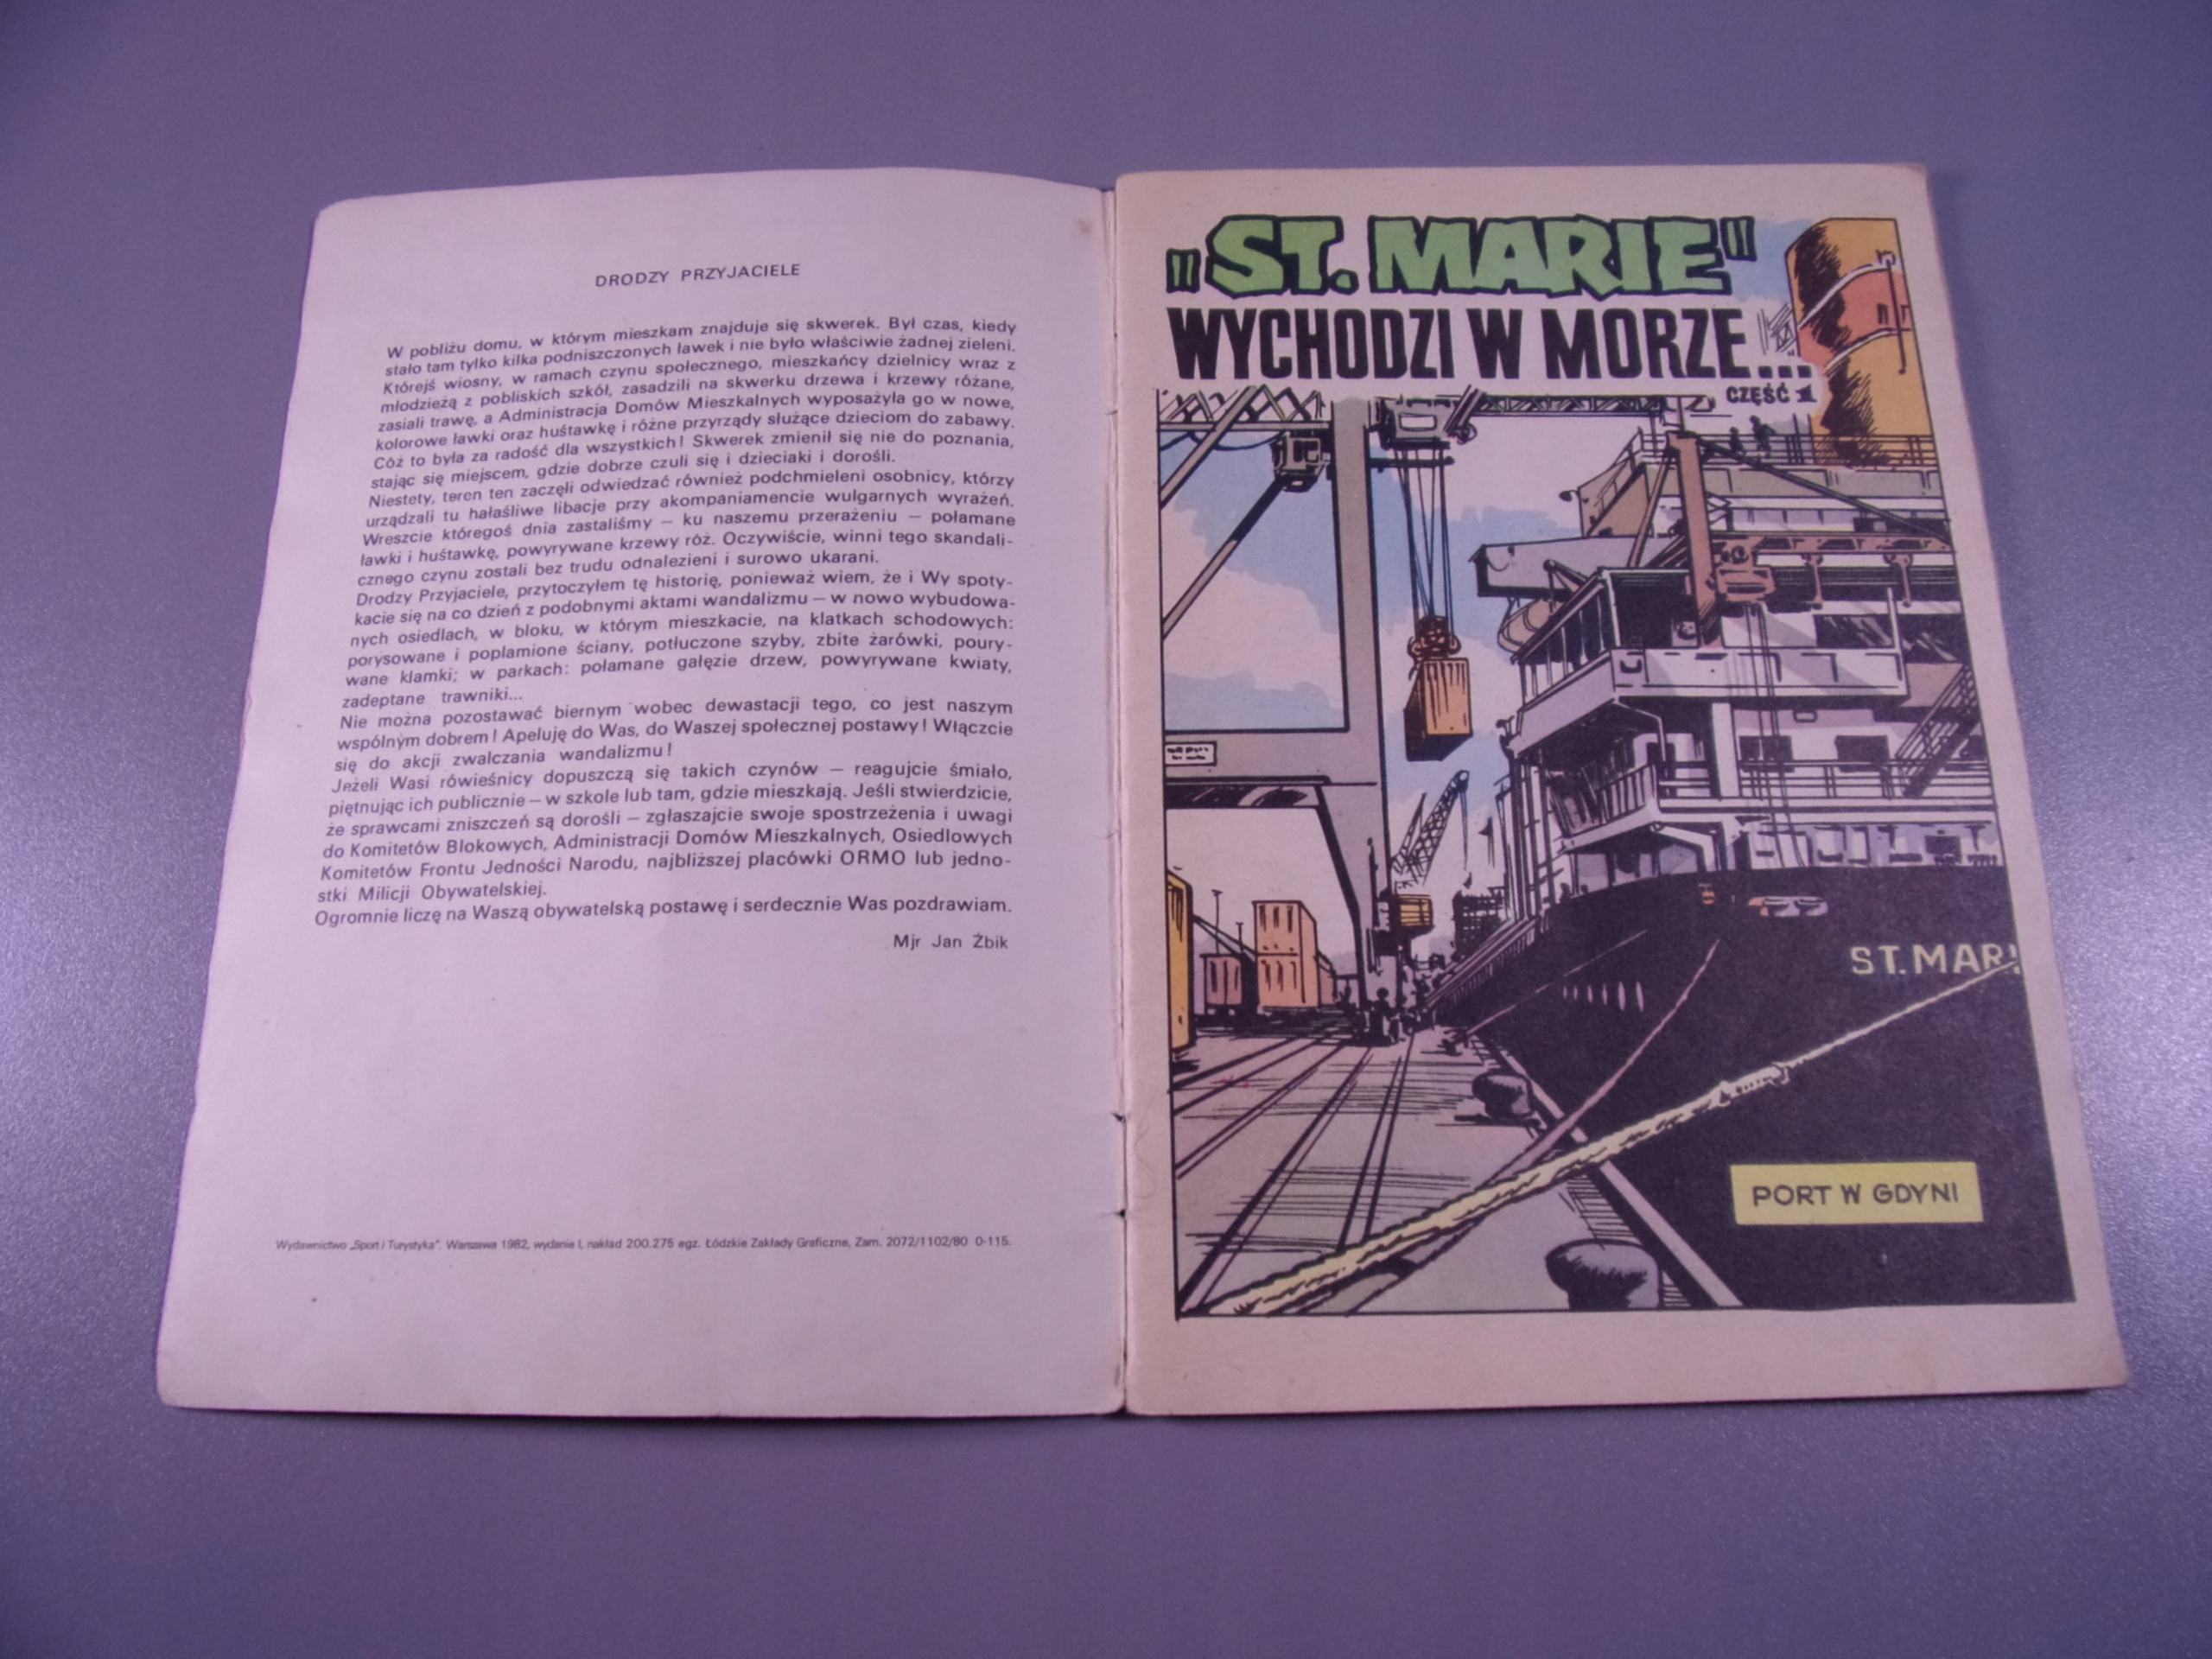 DRODZY PRZYJACIELE
W pobliżu domu, w którym mieszkam znajduje się skwerek. Był czas, kiedy
stało tam tylko kilka podniszczonych ławek i nie było właściwie żadnej zieleni.
Którejś wiosny, w ramach czynu społecznego, mieszkańcy dzielnicy wraz z
młodzieżą z pobliskich szkół, zasadzili na skwerku drzewa i krzewy różane,
zasiali trawę, a Administracja Domów Mieszkalnych wyposażyła go w nowe,
kolorowe ławki oraz huśtawkę i różne przyrządy służące dzieciom do zabawy.
Cóż to była za radość dla wszystkich! Skwerek zmienił się nie do poznania,
stając się miejscem, gdzie dobrze czuli się i dzieciaki i dorośli.
Niestety, teren ten zaczęli odwiedzać również podchmieleni osobnicy, którzy
urządzali tu hałaśliwe libacje przy akompaniamencie wulgarnych wyrażeń.
Wreszcie któregoś dnia zastaliśmy — ku naszemu przerażeniu — połamane
ławki i huśtawkę, powyrywane krzewy róż. Oczywiście, winni tego skandali-
cznego czynu zostali bez trudu odnalezieni i surowo ukarani.
Drodzy Przyjaciele, przytoczyłem tę historię, ponieważ wiem, że i Wy spoty-
kacie się na co dzień z podobnymi aktami wandalizmu — w nowo wybudowa-
nych osiedlach, w bloku, w którym mieszkacie, na klatkach schodowych:
porysowane i poplamione ściany, potłuczone szyby, zbite żarówki, poury-
wane klamki; w parkach: połamane gałęzie drzew, powyrywane kwiaty,
zadeptane trawniki...
Nie można pozostawać biernym wobec dewastacji tego, co jest naszym
wspólnym dobrem! Apeluję do Was, do Waszej społecznej postawy! Włączcie
się do akcji zwalczania wandalizmu!
Jeżeli Wasi rówieśnicy dopuszczą się takich czynów — reagujcie śmiało,
piętnując ich publicznie — w szkole lub tam, gdzie mieszkają. Jeśli stwierdzicie,
że sprawcami zniszczeń są dorośli — zgłaszajcie swoje spostrzeżenia i uwagi
do Komitetów Blokowych, Administracji Domów Mieszkalnych, Osiedlowych
Komitetów Frontu Jedności Narodu, najbliższej placówki ORMO lub jedno-
stki Milicji Obywatelskiej.
Ogromnie liczę na Waszą obywatelską postawę i serdecznie Was pozdrawiam.
Mjr Jan Żbik
Wydawnictwo „Sport i Turystyka". Warszawa 1982, wydanie I, nakład 200.275 egz. Łódzkie Zakłady Graficzne, Zam. 2072/1102/80 0-115.
"ST. MARIE"
WYCHODZI W MORZE...
CZĘŚĆ 1
ST. MARI
PORT W GDYNI